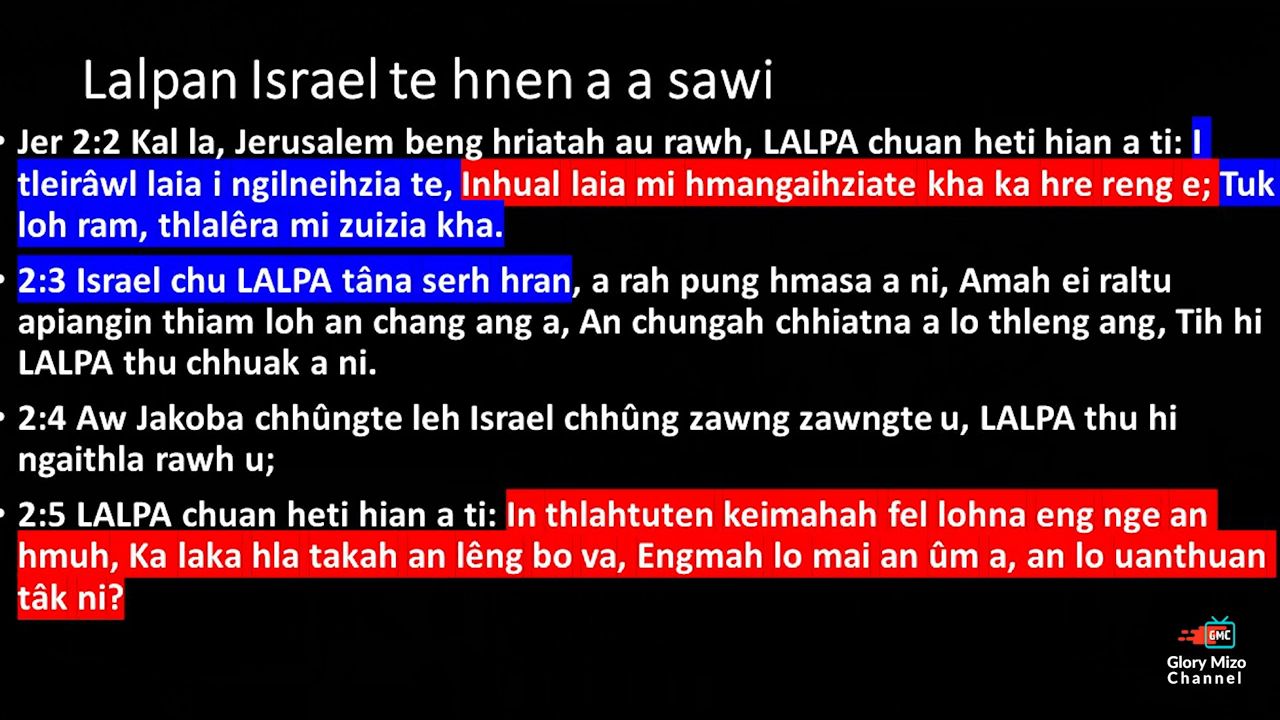 Lalpan Israel te hnen a a sawi
• Jer 2:2 Kal la, Jerusalem beng hriatah au rawh, LALPA chuan heti hian a ti: I
tleirâwl laia i ngilneihzia te, Inhual laia mi hmangaihziate kha ka hre reng e; Tuk
loh ram, thlalêra mi zuizia kha.
• 2:3 Israel chu LALPA tâna serh hran, a rah pung hmasa a ni, Amah ei raltu
apiangin thiam loh an chang ang a, An chungah chhiatna a lo thleng ang, Tih hi
LALPA thu chhuak a ni.
• 2:4 Aw Jakoba chhûngte leh Israel chhûng zawng zawngte u, LALPA thu hi
ngaithla rawh u;
• 2:5 LALPA chuan heti hian a ti: In thlahtuten keimahah fel lohna eng nge an
hmuh, Ka laka hla takah an lêng bo va, Engmah lo mai an ûm a, an lo uanthuan
tâk ni?
GMC
Glory Mizo
Channel